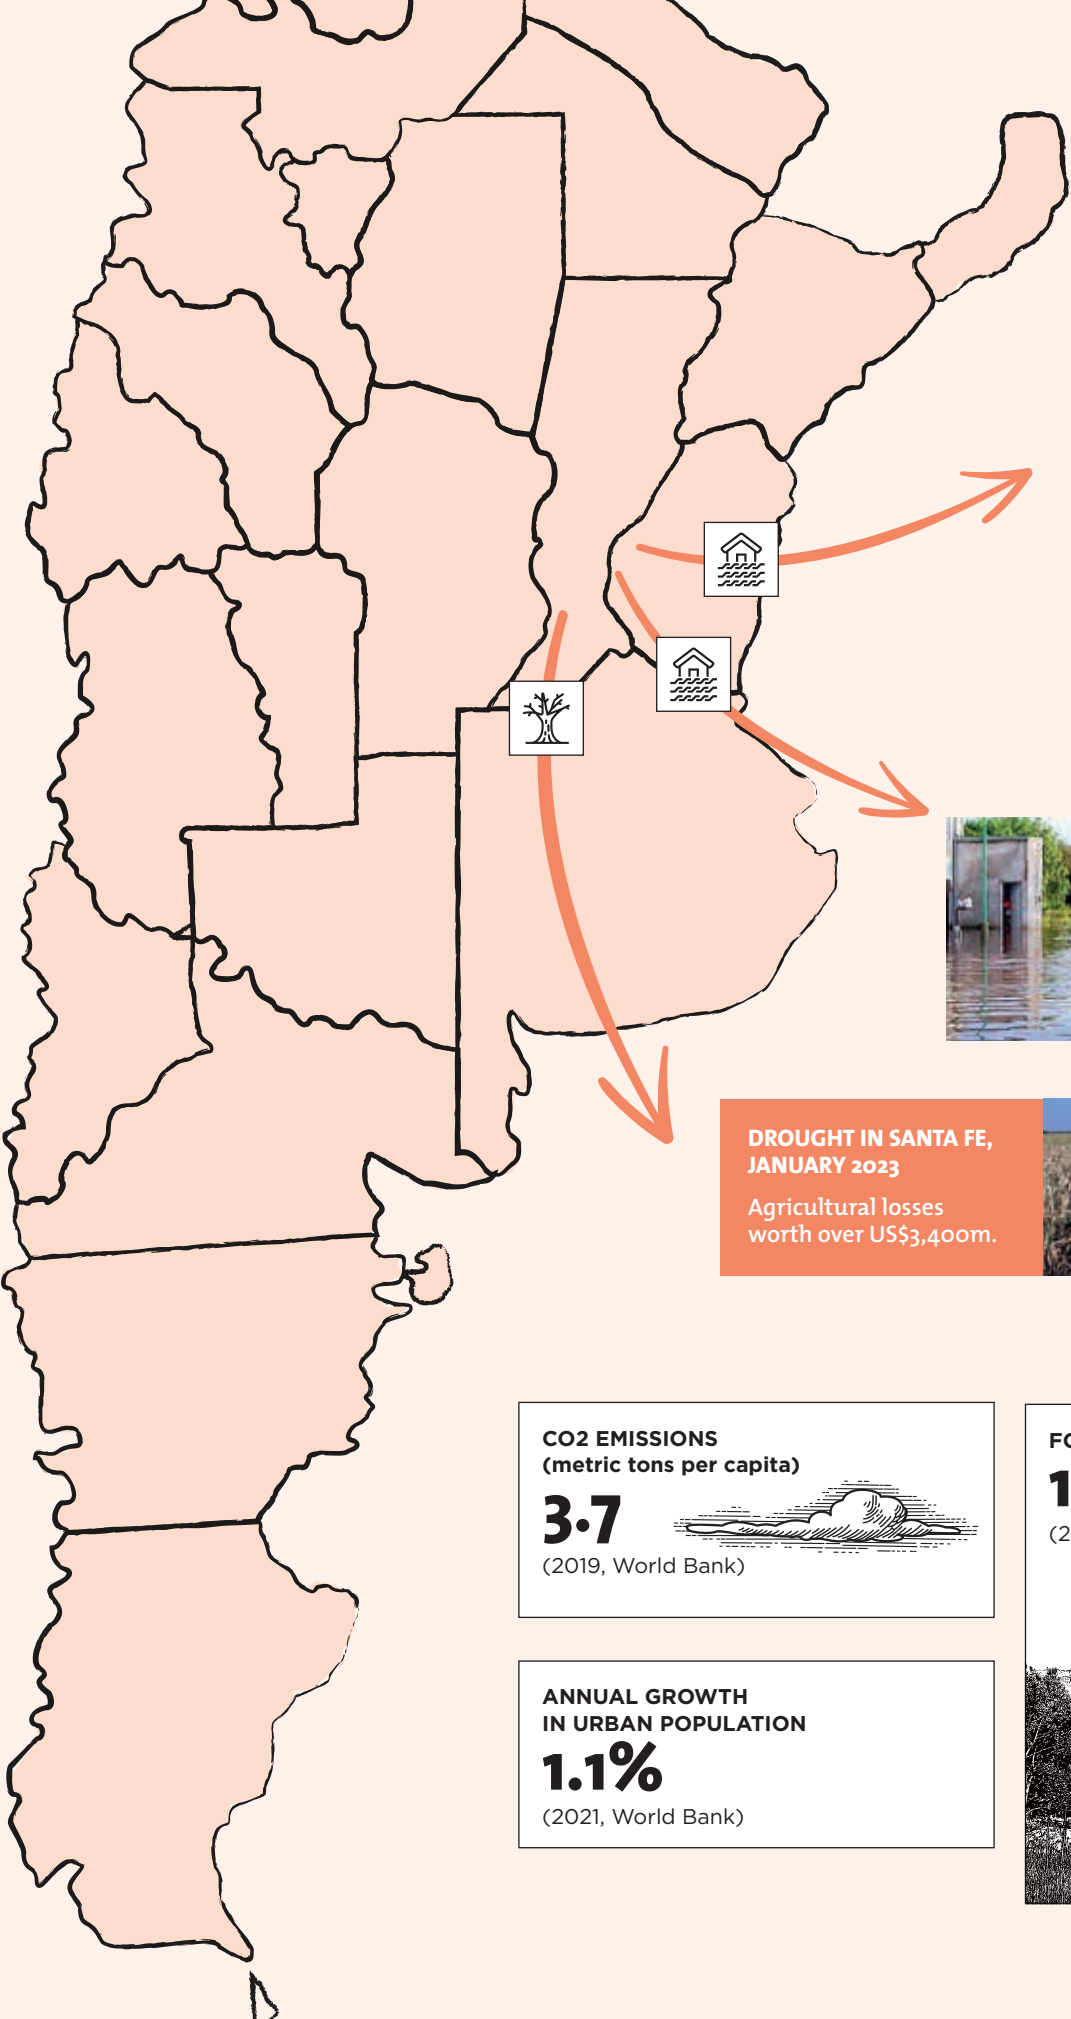 DROUGHT IN SANTA FE,
JANUARY 2023
Agricultural losses
worth over US$3,400m.
CO2 EMISSIONS
(metric tons per capita)
3·7
(2019, World Bank)
ANNUAL GROWTH
IN URBAN POPULATION
1.1%
(2021, World Bank)